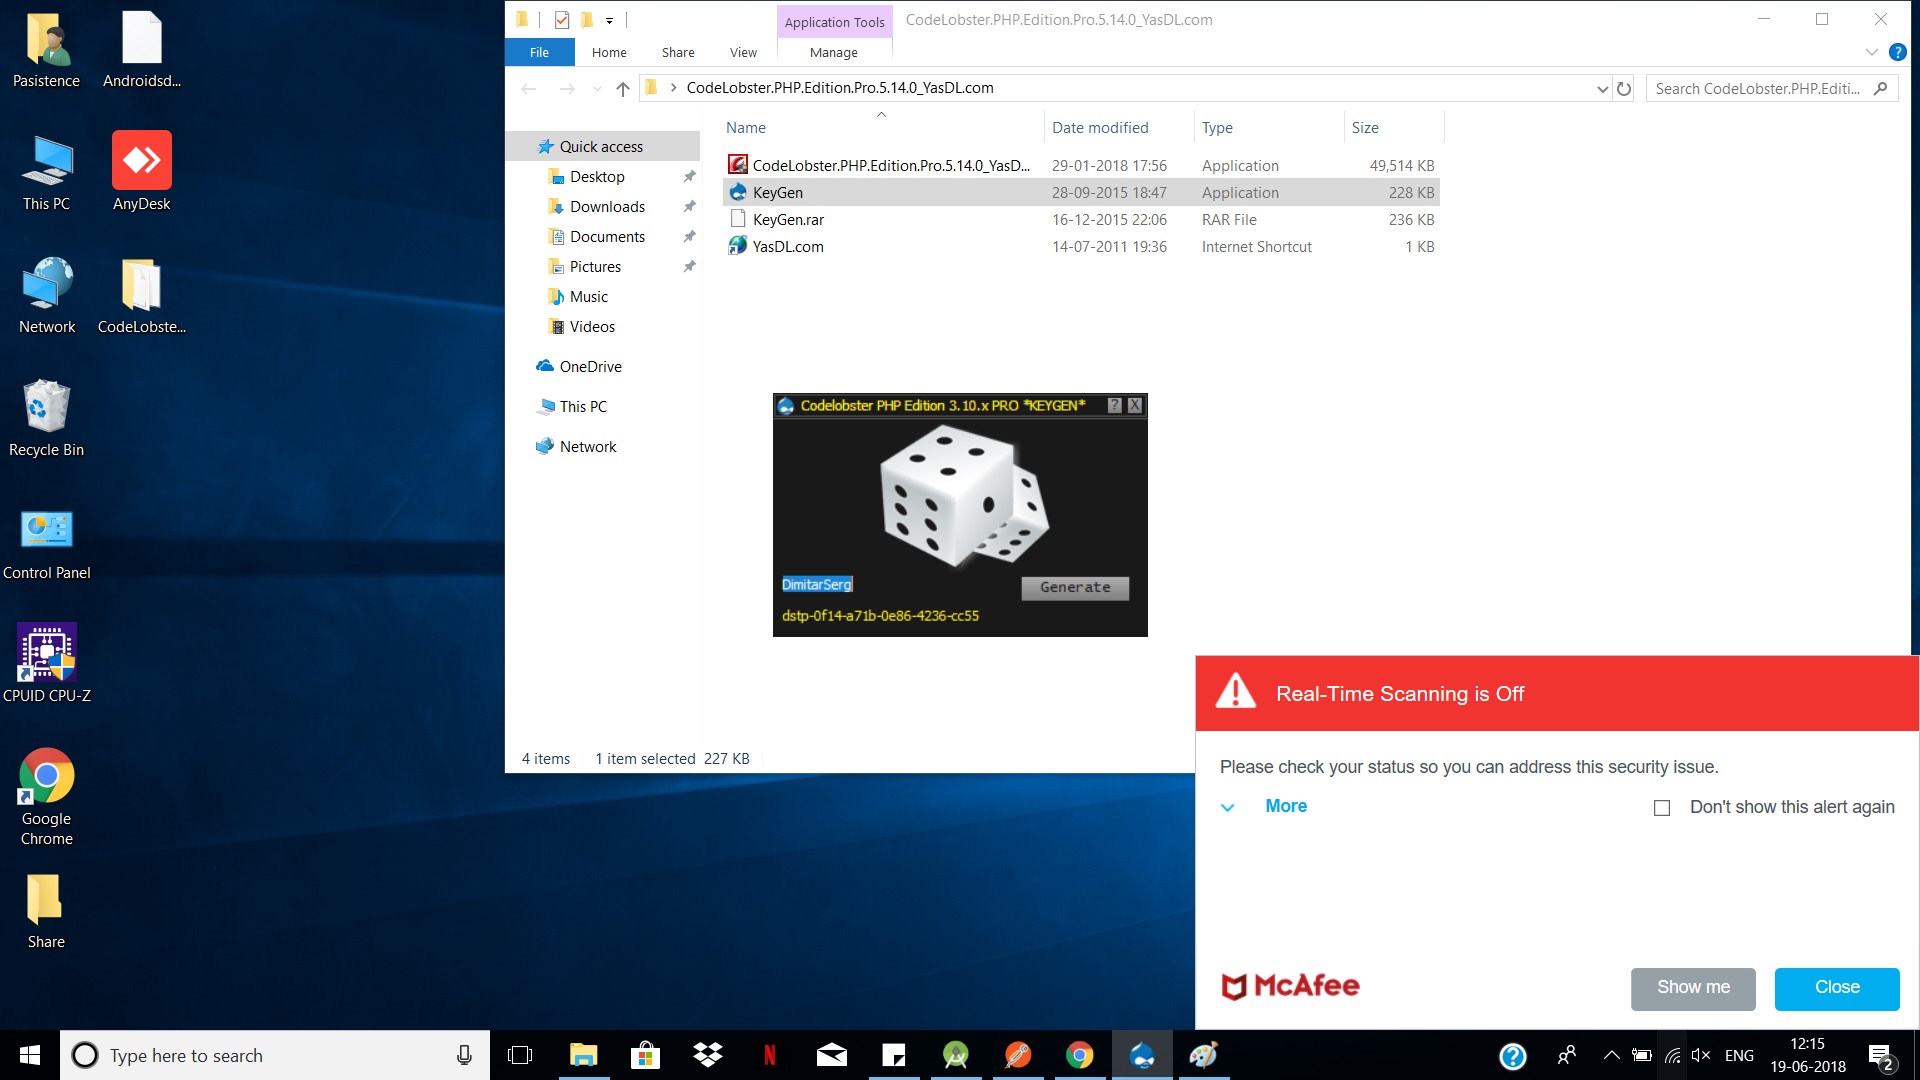 Pasistence
Androidsd...
This PC
AnyDesk
Network
CodeLobste...
Recycle Bin
Control Panel
CPUID CPU-Z
Google
Chrome
Share
Application Tools
CodeLobster.PHP.Edition.Pro.5.14.0_YasDL.com
File
Home
Share
View
Manage
CodeLobster.PHP.Edition.Pro.5.14.0_YasDL.com
Search CodeLobster.PHP.Editi...
Quick access
Desktop
Downloads
Documents
Pictures
Music
Videos
OneDrive
This PC
Network
Name Date modified Type Size
CodeLobster.PHP.Edition.Pro.5.14.0_YasD... 29-01-2018 17:56 Application 49,514 KB
KeyGen 28-09-2015 18:47 Application 228 KB
KeyGen.rar 16-12-2015 22:06 RAR File 236 KB
YasDL.com 14-07-2011 19:36 Internet Shortcut 1 KB
Codelobster PHP Edition 3.10.x PRO *KEYGEN* ? X
DimitarSerg
Generate
dstp-0f14-a71b-0e86-4236-cc55
4 items 1 item selected 227 KB
Real-Time Scanning is Off
Please check your status so you can address this security issue.
More
Don't show this alert again
McAfee
Show me
Close
Type here to search
N
ENG
12:15
19-06-2018
2